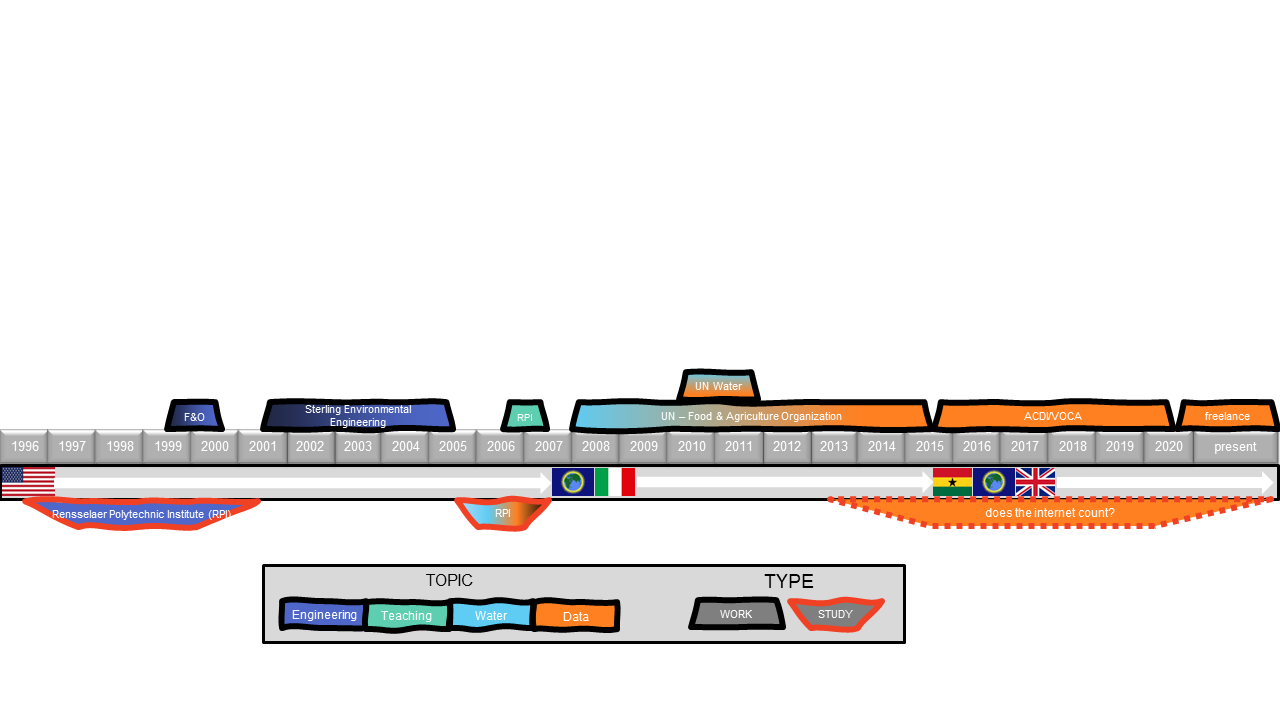 UN Water
F&O
Sterling Environmental
Engineering
RPI
UN – Food & Agriculture Organization
ACDI/VOCA
freelance
1996 1997 1998 1999 2000 2001 2002 2003 2004 2005 2006 2007 2008 2009 2010 2011 2012 2013 2014 2015 2016 2017 2018 2019 2020 present
Rensselaer Polytechnic Institute (RPI)
RPI
does the internet count?
TOPIC
TYPE
Engineering
Teaching
Water
Data
WORK
STUDY